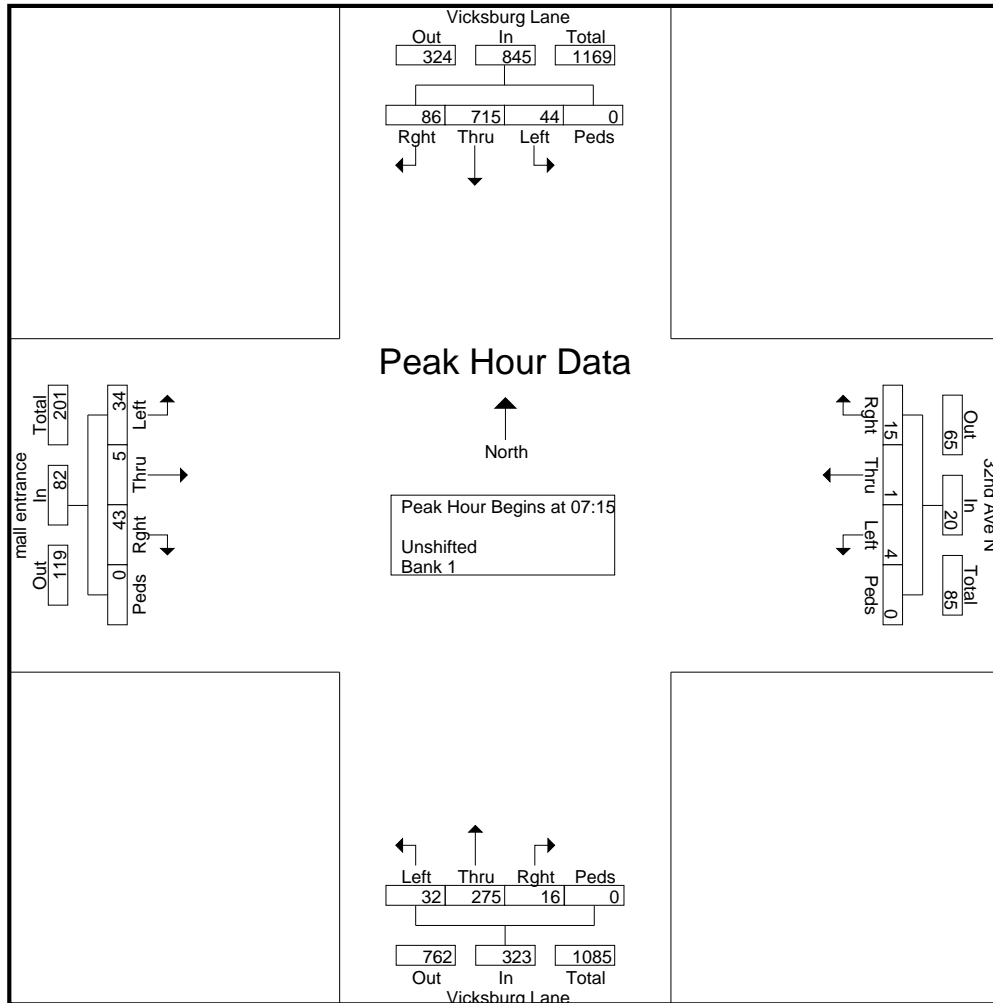 Vicksburg Lane
Out In Total
324 845 1169
86 715 44 0
Rght Thru Left Peds
Peak Hour Data
North
Peak Hour Begins at 07:15
Unshifted
Bank 1
mall entrance
Out In Total
119 82 201
34 5 43 0
Left Thru Rght Peds
32nd Ave N
Out In Total
65 20 85
15 1 4 0
Rght Thru Left Peds
Left Thru Rght Peds
32 275 16 0
762 323 1085
Out In Total
Vicksburg Lane